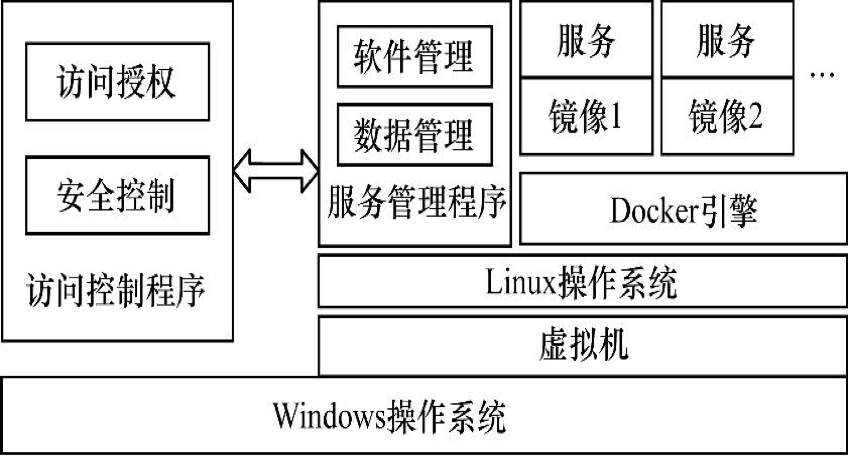 访问授权
安全控制
访问控制程序
软件管理
数据管理
服务管理程序
服务
镜像1
服务
镜像2
...
Docker引擎
Linux操作系统
虚拟机
Windows操作系统